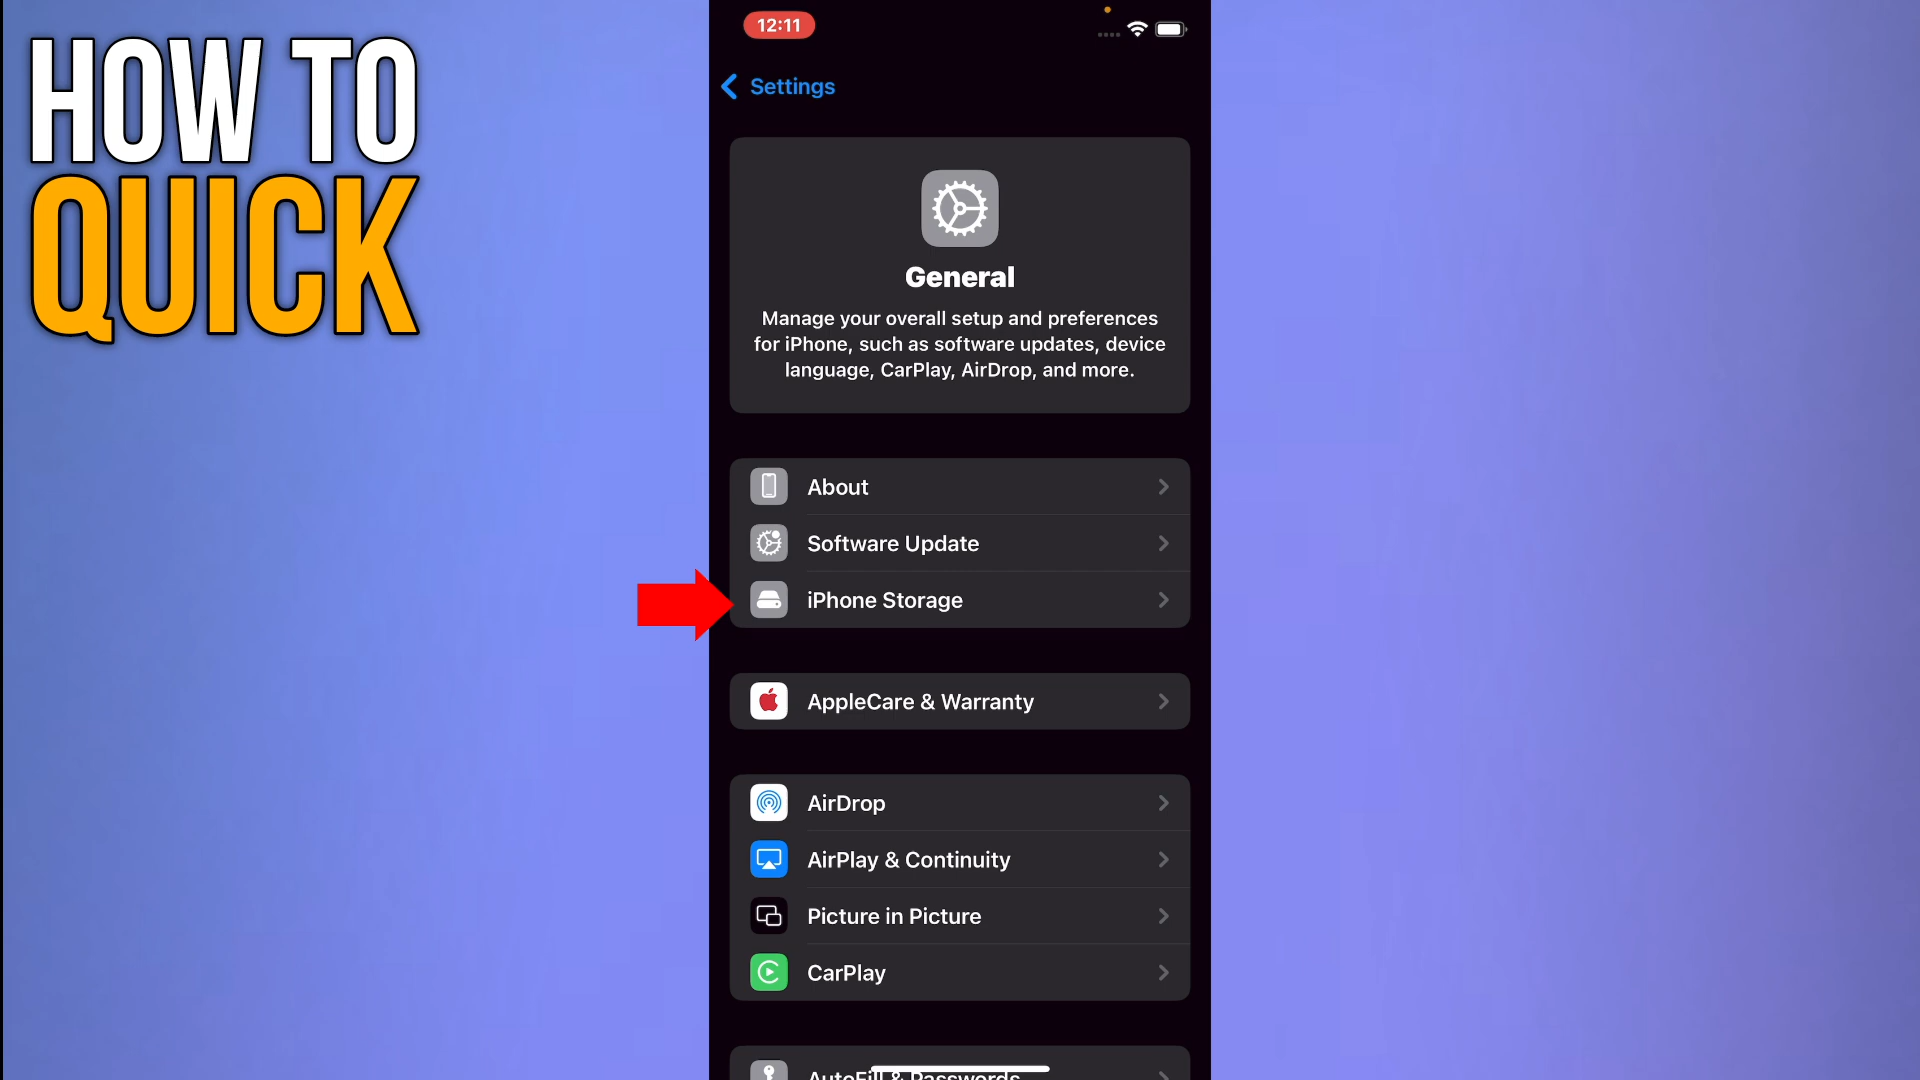 HOW TO
QUICK
12:11
Settings
General
Manage your overall setup and preferences
for iPhone, such as software updates, device
language, CarPlay, AirDrop, and more.
About
Software Update
iPhone Storage
AppleCare & Warranty
AirDrop
AirPlay & Continuity
Picture in Picture
CarPlay
AutoFill & Passwords